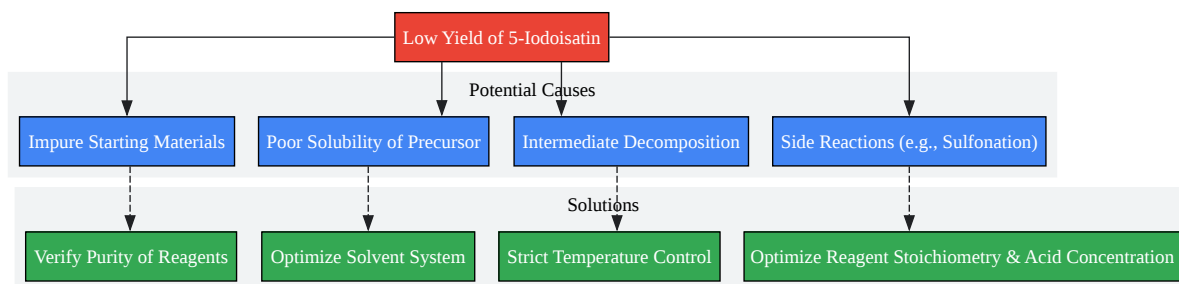 Low Yield of 5-Iodoisatin
Potential Causes
Impure Starting Materials
Poor Solubility of Precursor
Intermediate Decomposition
Side Reactions (e.g., Sulfonation)
Solutions
Verify Purity of Reagents
Optimize Solvent System
Strict Temperature Control
Optimize Reagent Stoichiometry & Acid Concentration